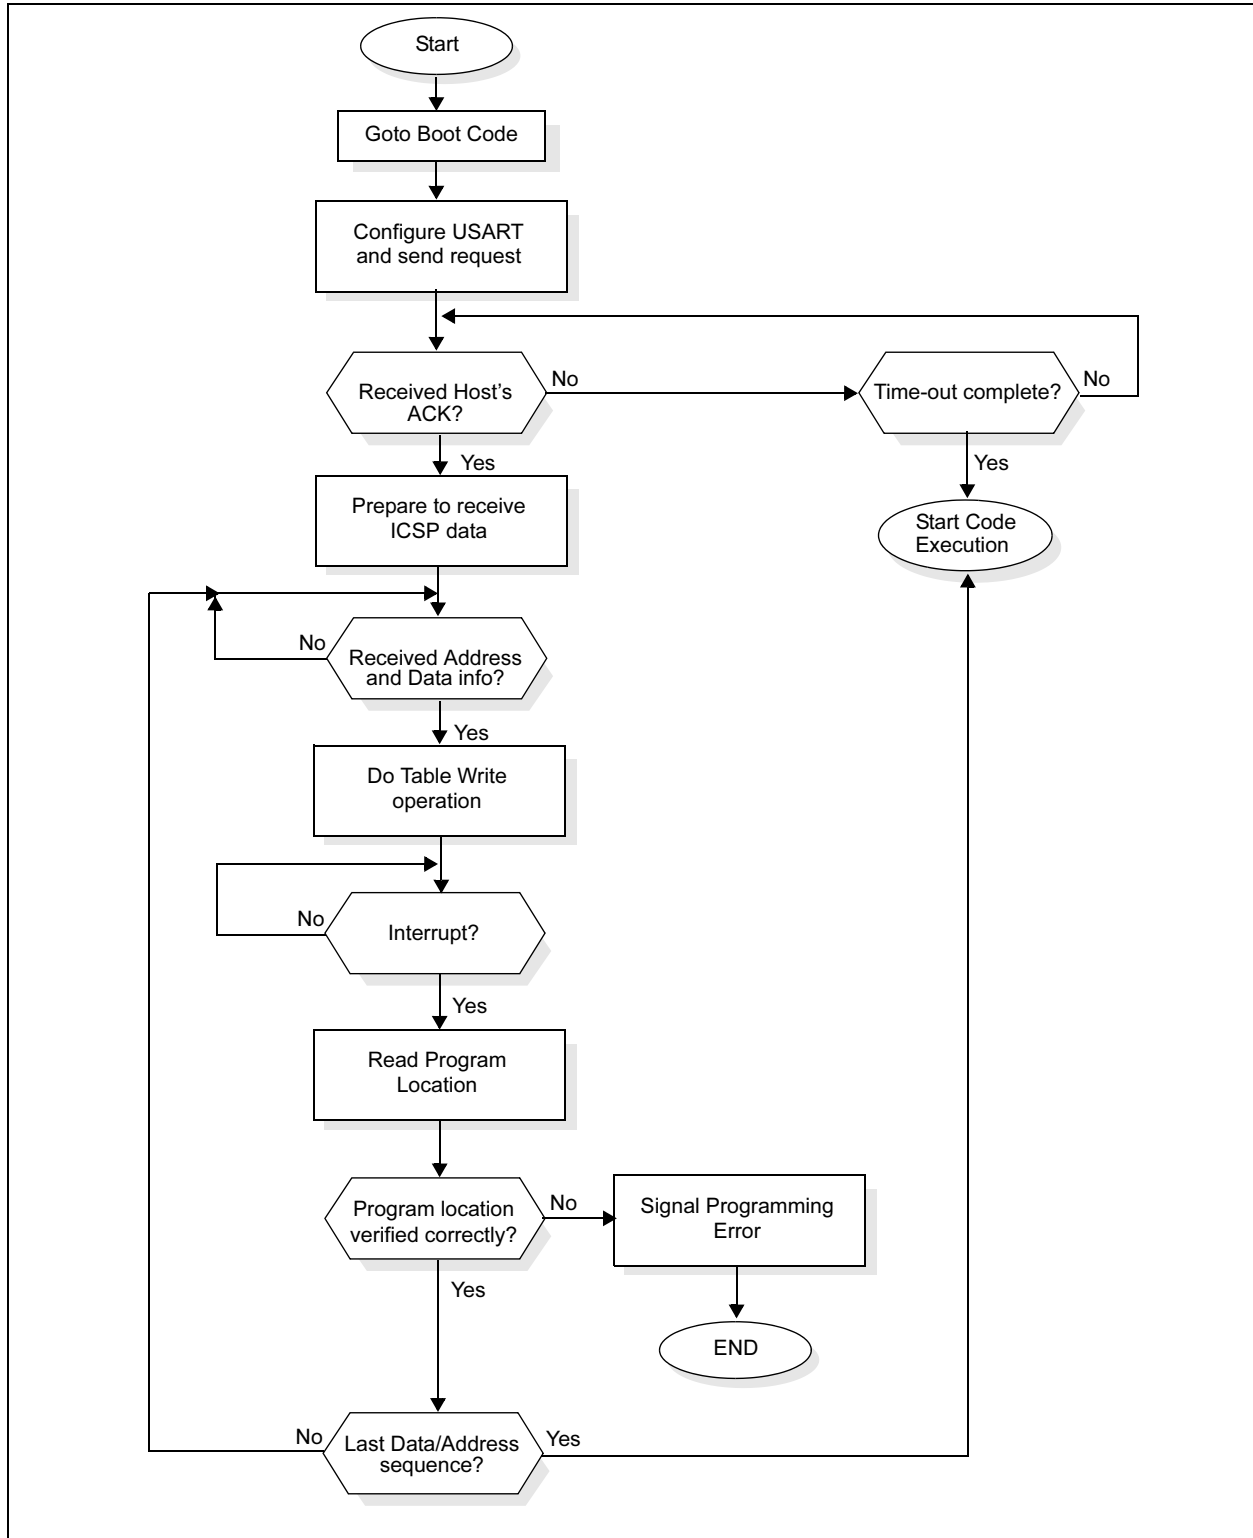 Start
Goto Boot Code
Configure USART
and send request
Received Host's
ACK?
No
Time-out complete?
No
Yes
Yes
Prepare to receive
ICSP data
Start Code
Execution
No
Received Address
and Data info?
Yes
Do Table Write
operation
No
Interrupt?
Yes
Read Program
Location
Program location
verified correctly?
No
Signal Programming
Error
Yes
END
No
Last Data/Address
sequence?
Yes